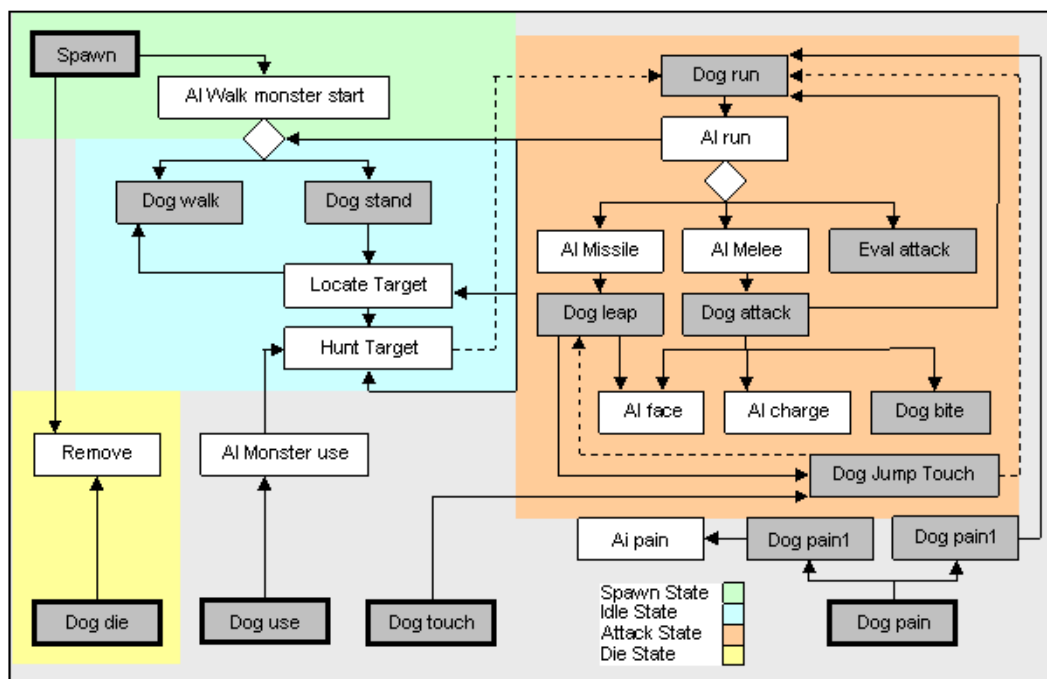 Spawn
Dog run
AI Walk monster start
AI run
Dog walk
Dog stand
AI Missile
AI Melee
Eval attack
Locate Target
Dog leap
Dog attack
Hunt Target
AI face
AI charge
Dog bite
Remove
AI Monster use
Dog Jump Touch
Ai pain
Dog pain1
Dog pain1
Spawn State
Idle State
Attack State
Die State
Dog die
Dog use
Dog touch
Dog pain